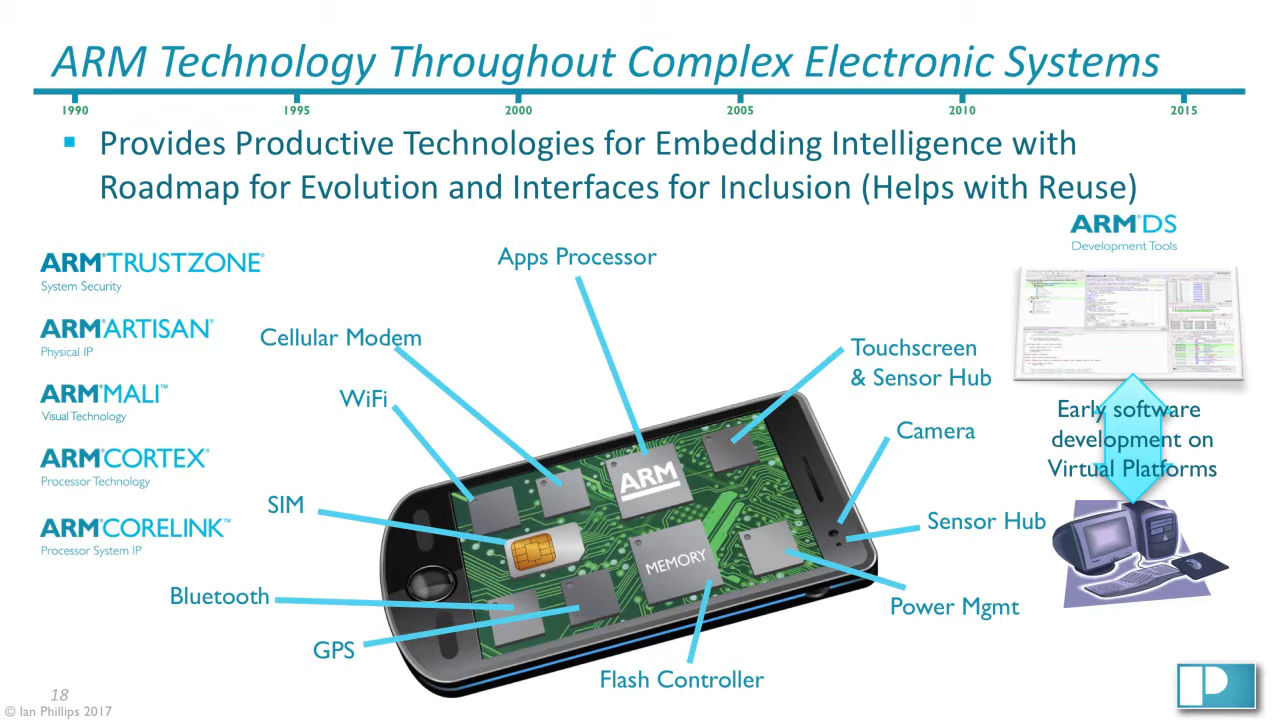 ARM Technology Throughout Complex Electronic Systems
1990 1995 2000 2005 2010 2015
▪ Provides Productive Technologies for Embedding Intelligence with
Roadmap for Evolution and Interfaces for Inclusion (Helps with Reuse)
ARM®DS
Development Tools
ARM®TRUSTZONE®
System Security
ARM®ARTISAN®
Physical IP
ARM®MALI™
Visual Technology
ARM®CORTEX®
Processor Technology
ARM®CORELINK™
Processor System IP
Apps Processor
Cellular Modem
WiFi
SIM
Bluetooth
GPS
Flash Controller
Power Mgmt
Sensor Hub
Camera
Touchscreen
& Sensor Hub
ARM
MEMORY
Early software
development on
Virtual Platforms
18
© Ian Phillips 2017
P